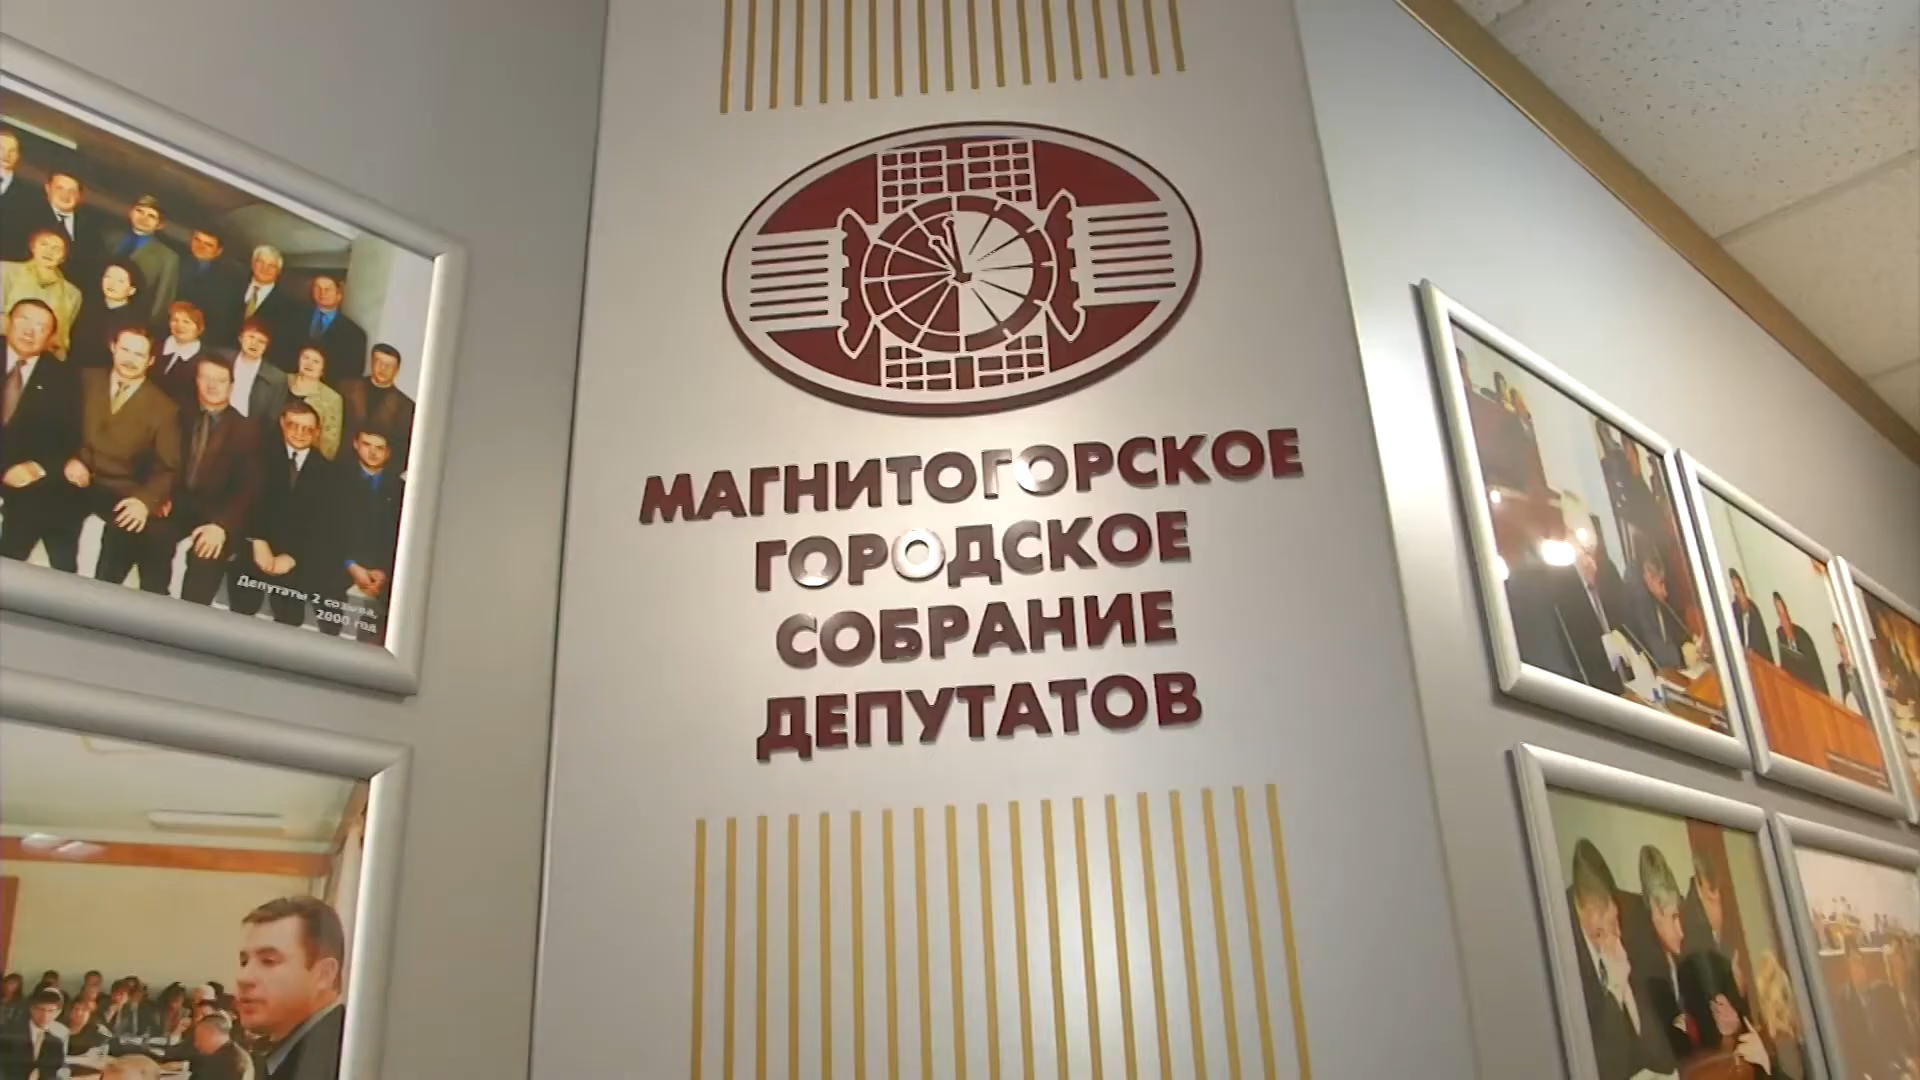 МАГНИТОГОРСКОЕ
ГОРОДСКОЕ
СОБРАНИЕ
ДЕПУТАТОВ
Депутаты 2 созыва,
2000 год